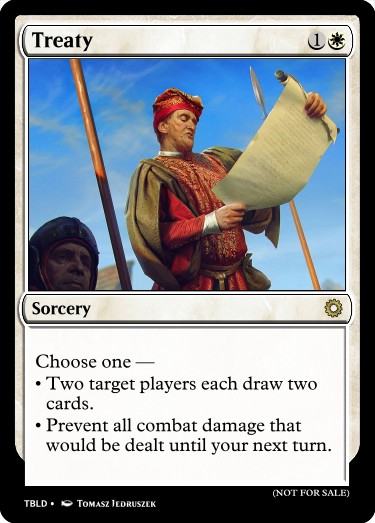 Treaty 1
Sorcery
Choose one —
• Two target players each draw two
cards.
• Prevent all combat damage that
would be dealt until your next turn.
(NOT FOR SALE)
TBLD • Tomasz Jedruszek